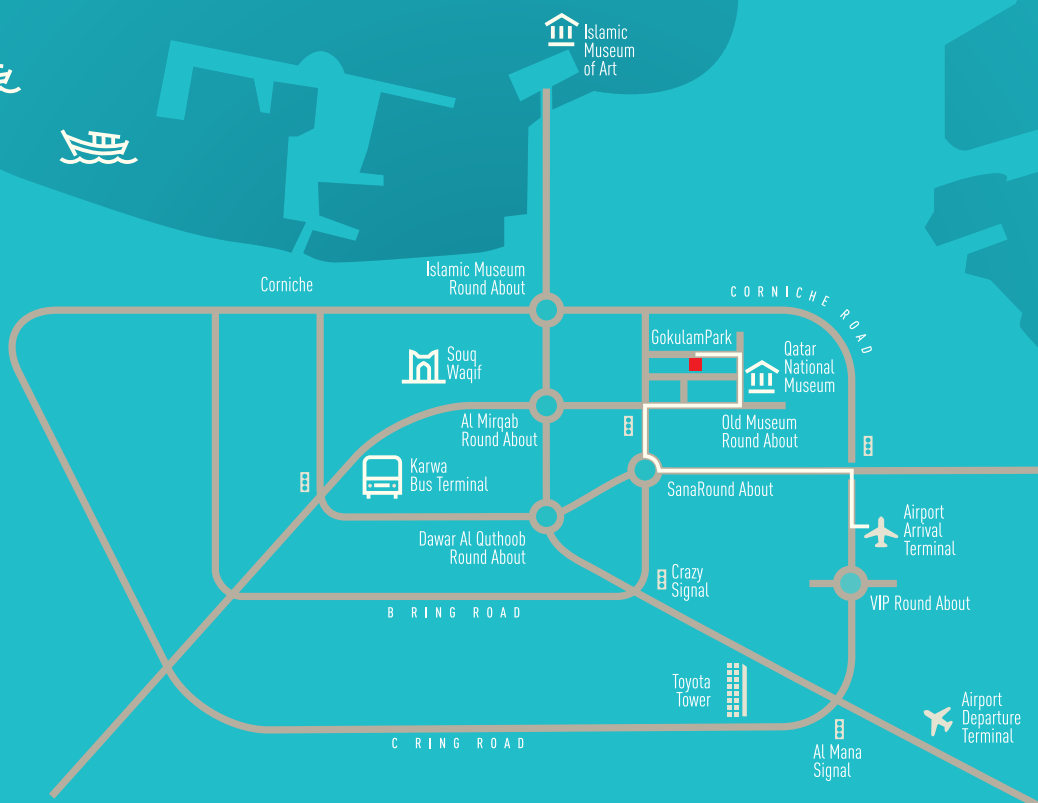 Islamic
Museum
of Art
Islamic Museum
Round About
Corniche
CORNICHE ROAD
GokulamPark
Qatar
National
Museum
Souq
Waqif
Al Mirqab
Round About
Old Museum
Round About
Karwa
Bus Terminal
SanaRound About
Airport
Arrival
Terminal
Dawar Al Quthoob
Round About
Crazy
Signal
VIP Round About
B RING ROAD
Toyota
Tower
Airport
Departure
Terminal
C RING ROAD
Al Mana
Signal